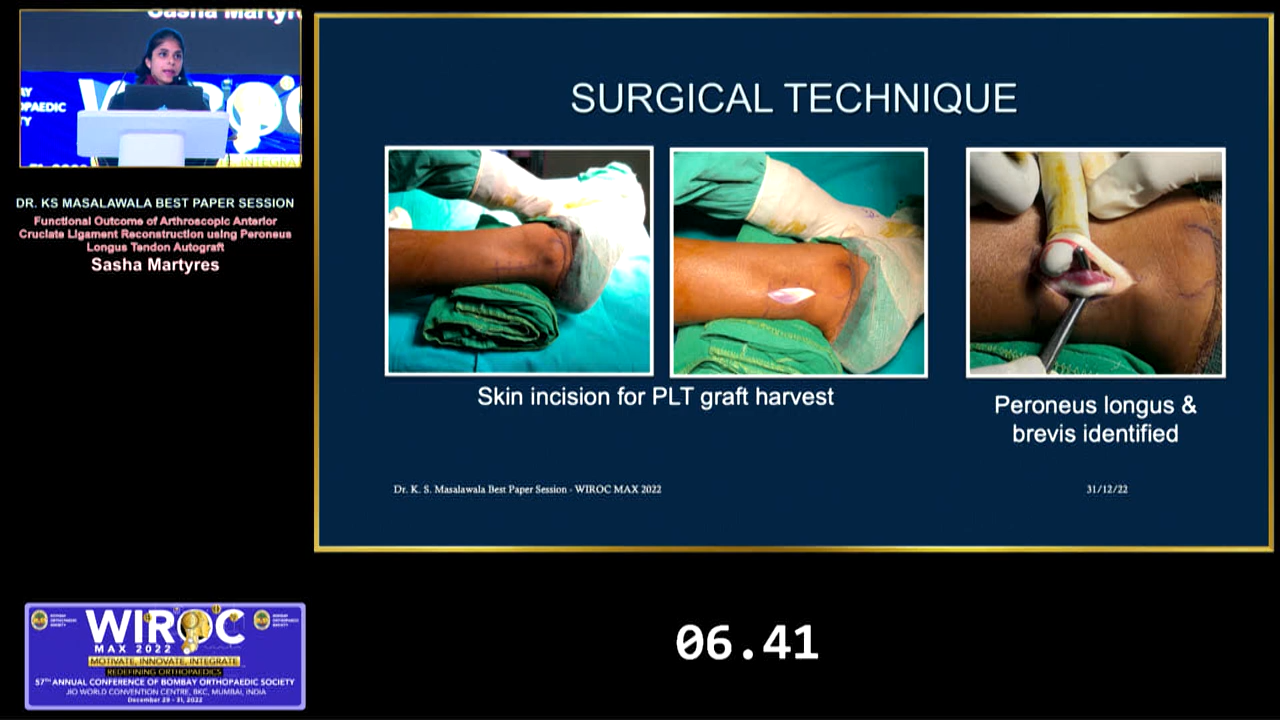 Sasha Martyr
DR. KS MASALAWALA BEST PAPER SESSION
Functional Outcome of Arthroscopic Anterior
Cruciate Ligament Reconstruction using Peroneus
Longus Tendon Autograft
Sasha Martyres
SURGICAL TECHNIQUE
Skin incision for PLT graft harvest
Peroneus longus &
brevis identified
Dr. K. S. Masalawala Best Paper Session - WIROC MAX 2022
31/12/22
WIROC
MAX 2022
MOTIVATE, INNOVATE, INTEGRATE
REDEFINING ORTHOPAEDICS
57TH ANNUAL CONFERENCE OF BOMBAY ORTHOPAEDIC SOCIETY
JIO WORLD CONVENTION CENTRE, BKC, MUMBAI, INDIA
December 29 - 31, 2022
06.41